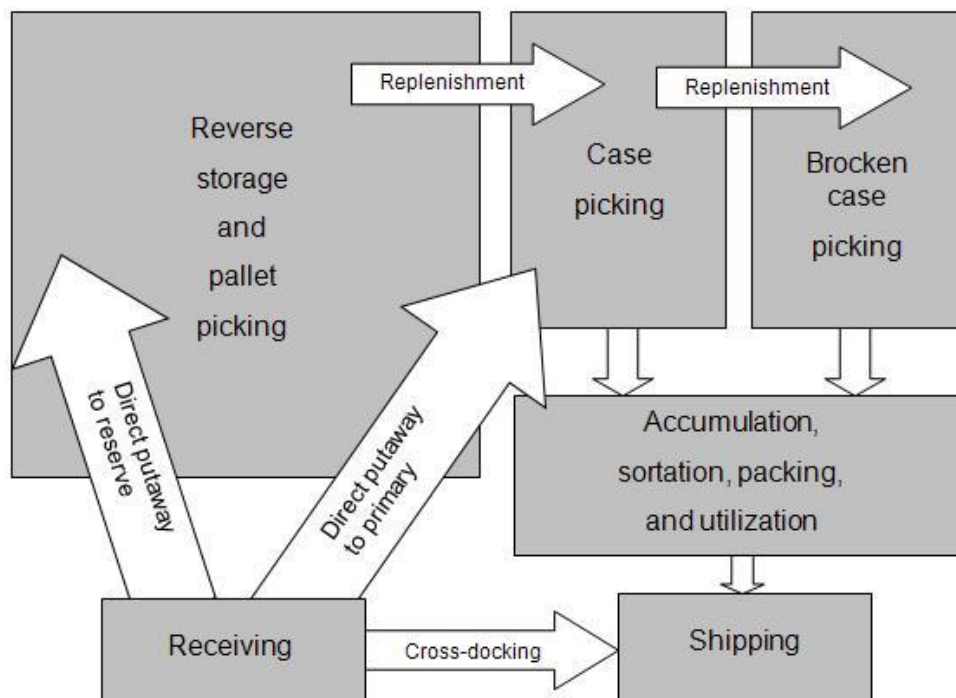 Replenishment
Replenishment
Reverse
storage
and
pallet
picking
Case
picking
Brocken
case
picking
Direct putaway
to reserve
Direct putaway
to primary
Accumulation,
sortation, packing,
and utilization
Receiving
Cross-docking
Shipping